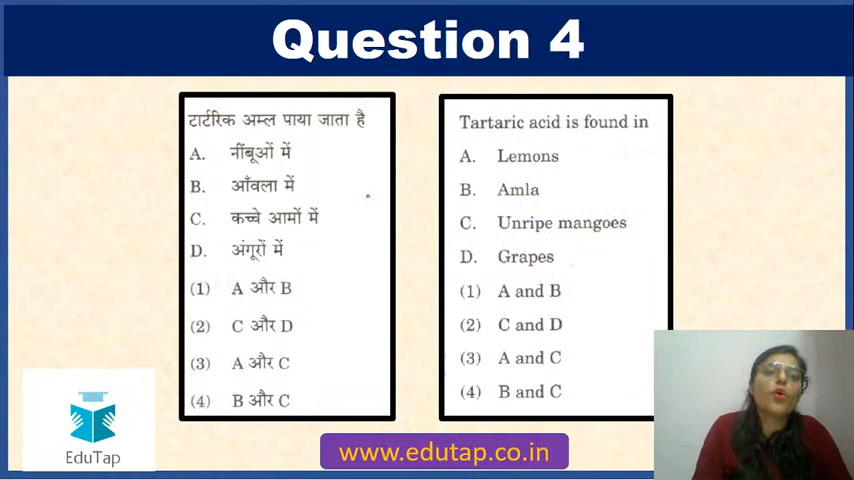 Question 4
टार्टरिक अम्ल पाया जाता है
A. नींबूओं में
B. आँवला में
C. कच्चे आमों में
D. अंगूरों में
(1) A और B
(2) C और D
(3) A और C
(4) B और C
Tartaric acid is found in
A. Lemons
B. Amla
C. Unripe mangoes
D. Grapes
(1) A and B
(2) C and D
(3) A and C
(4) B and C
EduTap
www.edutap.co.in